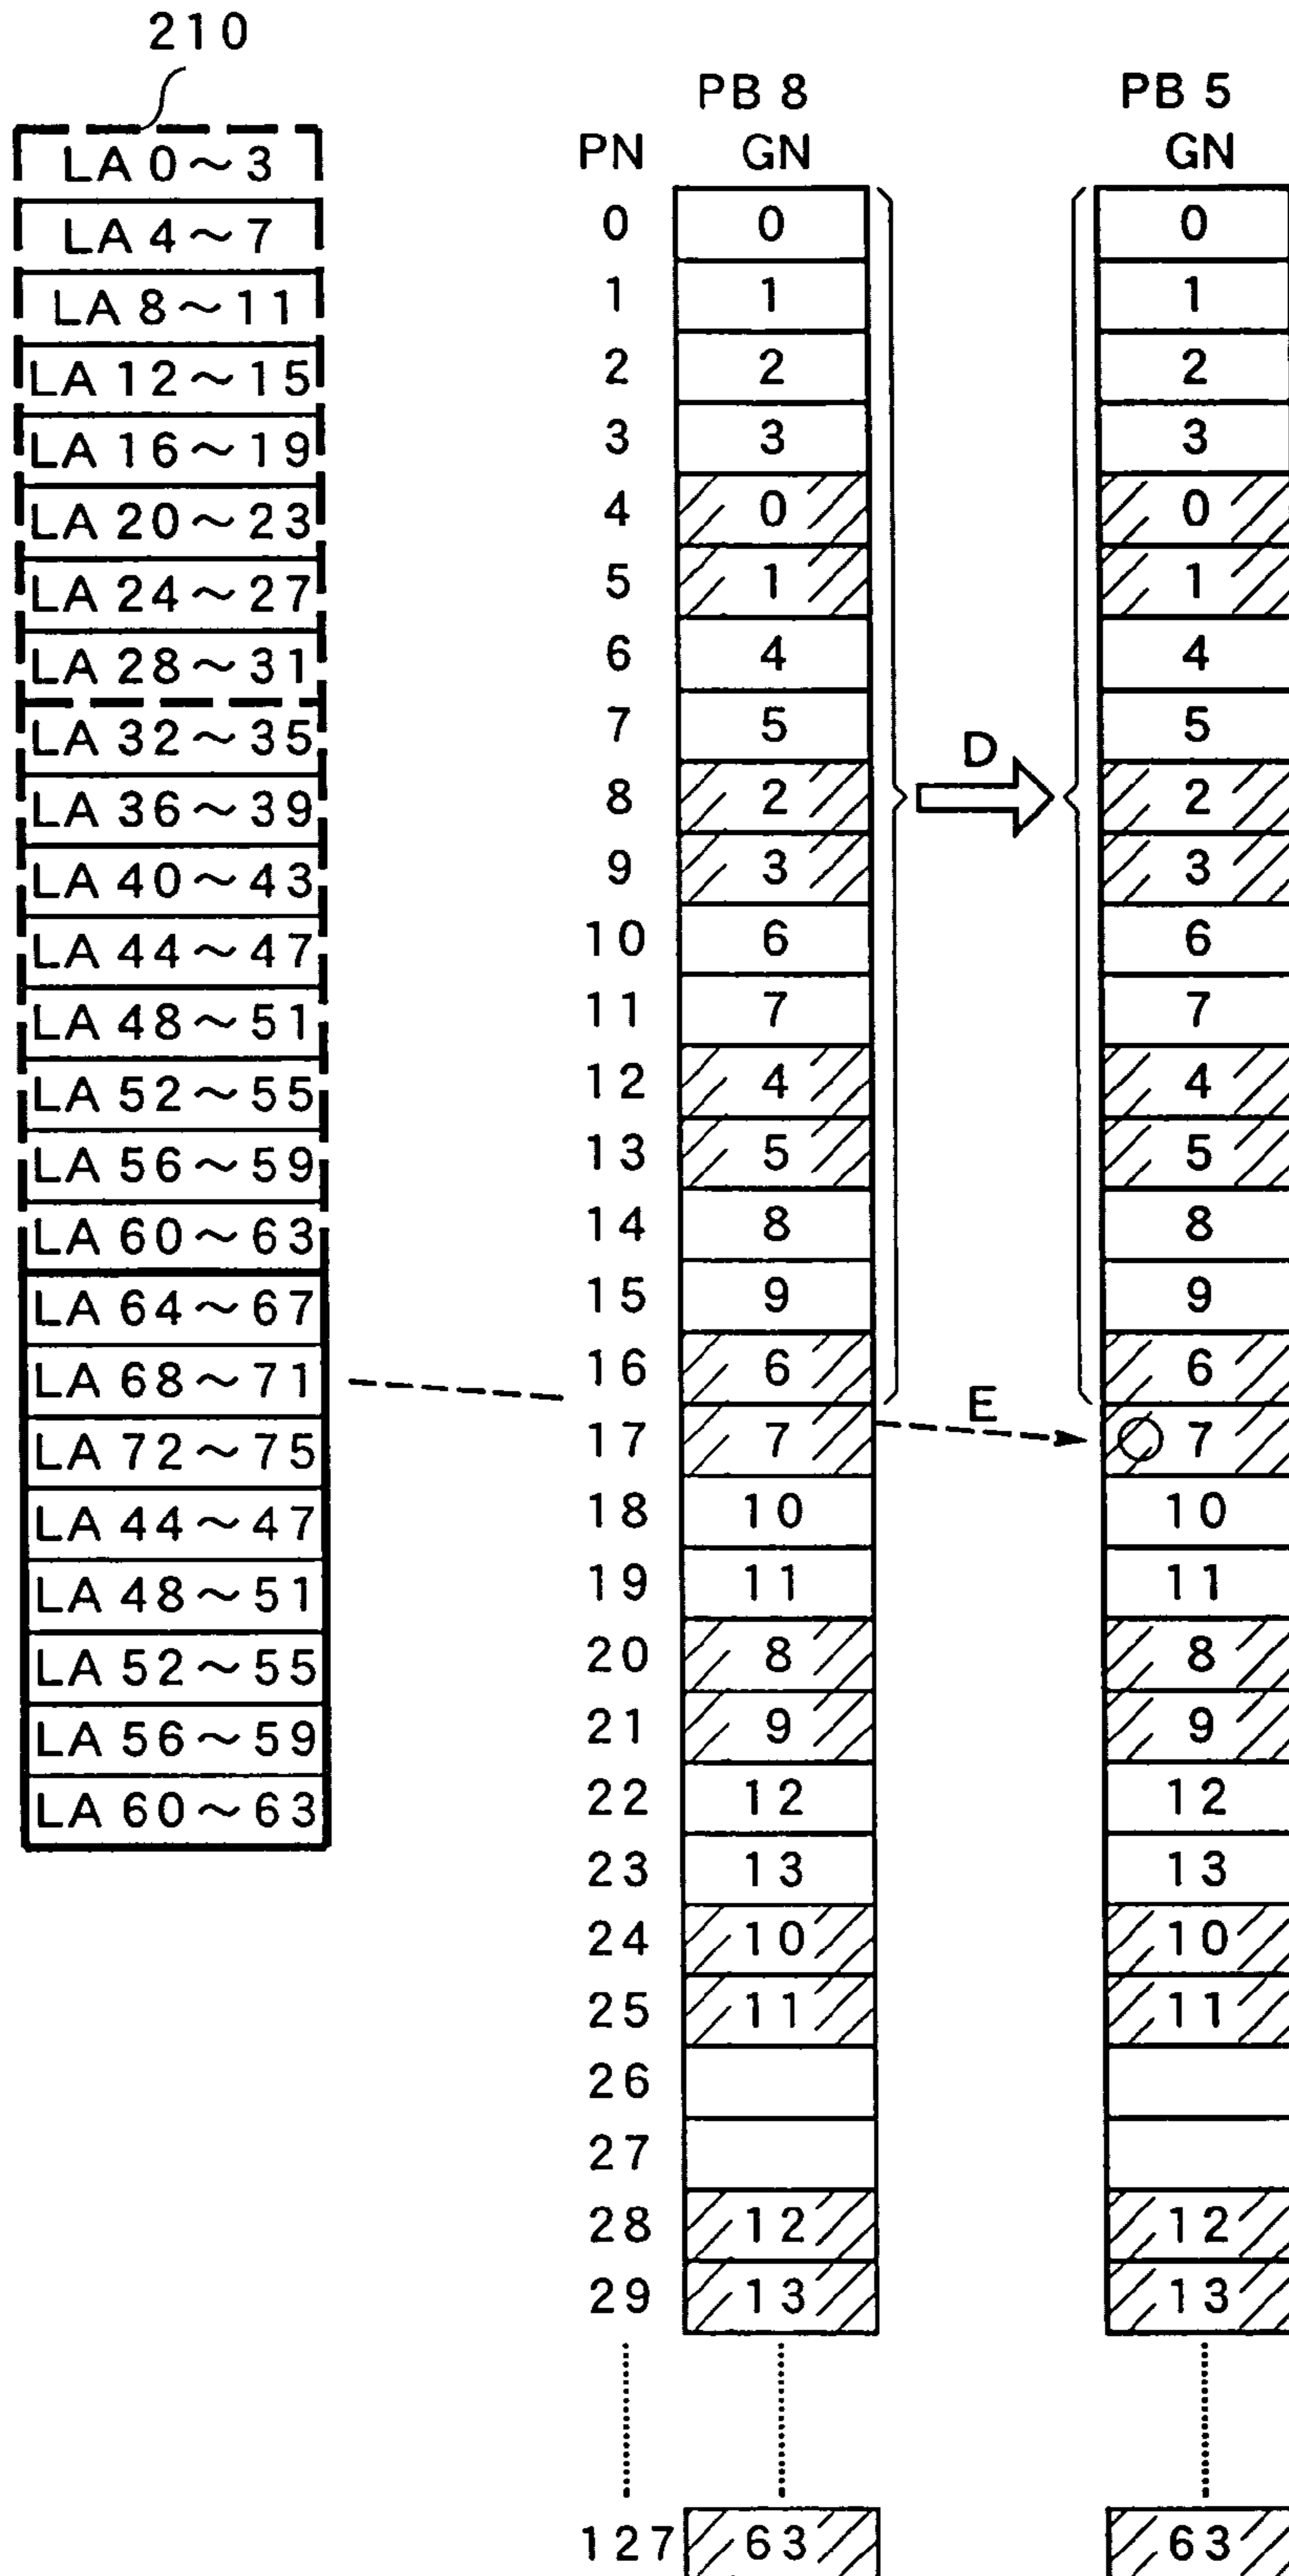 210
LA 0～3
LA 4～7
LA 8～11
LA 12～15
LA 16～19
LA 20～23
LA 24～27
LA 28～31
LA 32～35
LA 36～39
LA 40～43
LA 44～47
LA 48～51
LA 52～55
LA 56～59
LA 60～63
LA 64～67
LA 68～71
LA 72～75
LA 44～47
LA 48～51
LA 52～55
LA 56～59
LA 60～63
PB 8 PB 5
PN GN GN
0 0 0
1 1 1
2 2 2
3 3 3
4 0 0
5 1 1
6 4 4
7 5 5
D
8 2 2
9 3 3
10 6 6
11 7 7
12 4 4
13 5 5
14 8 8
15 9 9
16 6 6
E
17 7 7
18 10 10
19 11 11
20 8 8
21 9 9
22 12 12
23 13 13
24 10 10
25 11 11
26
27
28 12 12
29 13 13
127 63 63